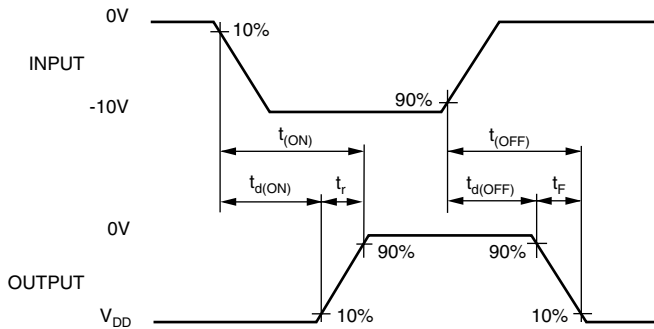 0V
10%
INPUT
-10V
90%
t(ON)
t(OFF)
td(ON)
tr
td(OFF)
tF
0V
90%
90%
OUTPUT
VDD
10%
10%